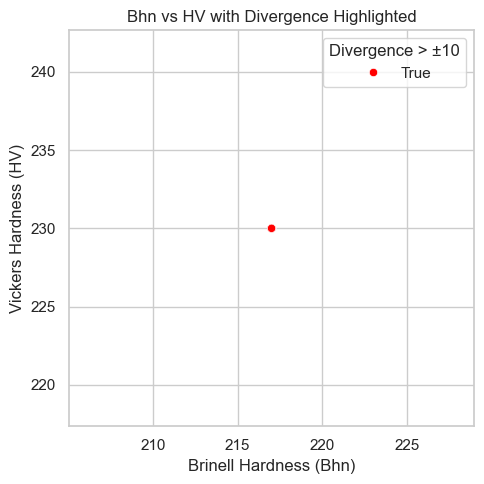 Bhn vs HV with Divergence Highlighted
Divergence > ±10
True
Vickers Hardness (HV)
240
235
230
225
220
210 215 220 225
Brinell Hardness (Bhn)